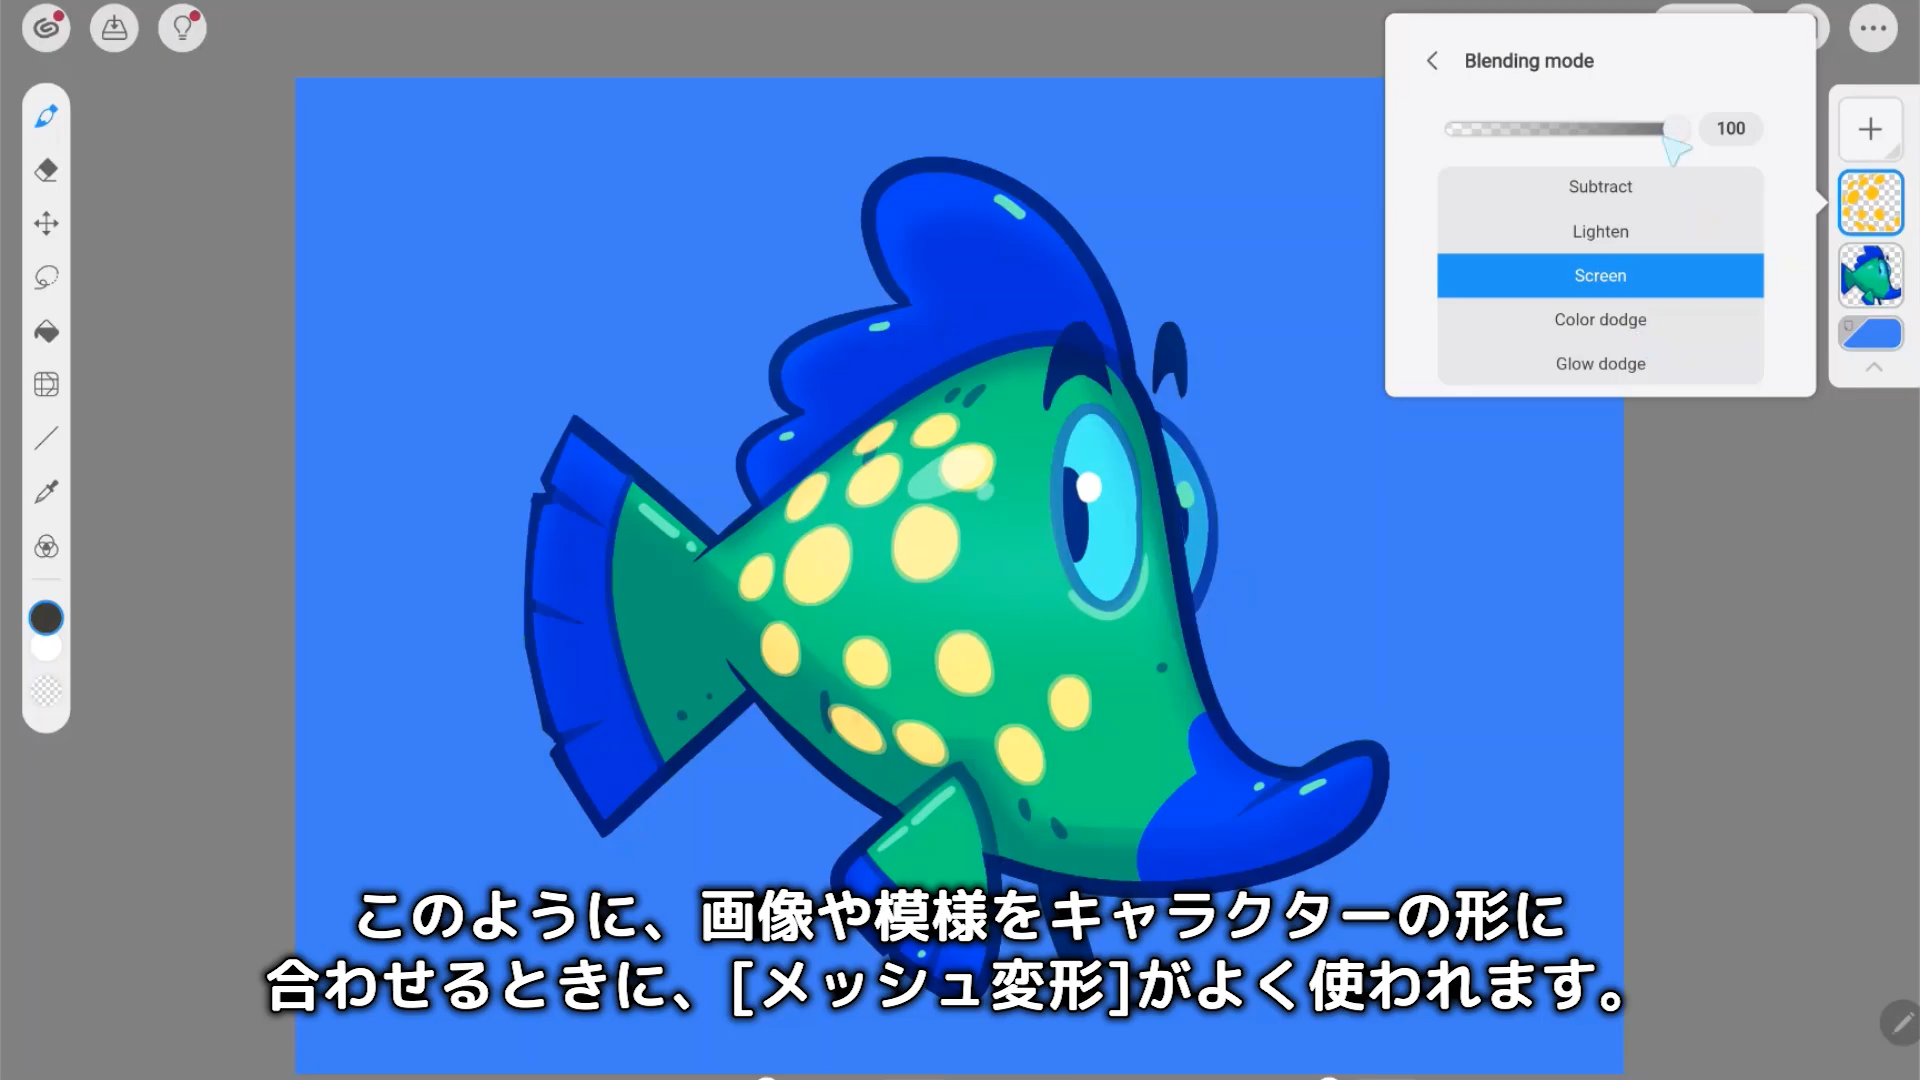 Blending mode
100
Subtract
Lighten
Screen
Color dodge
Glow dodge
このように、画像や模様をキャラクターの形に
合わせるときに、[メッシュ変形]がよく使われます。